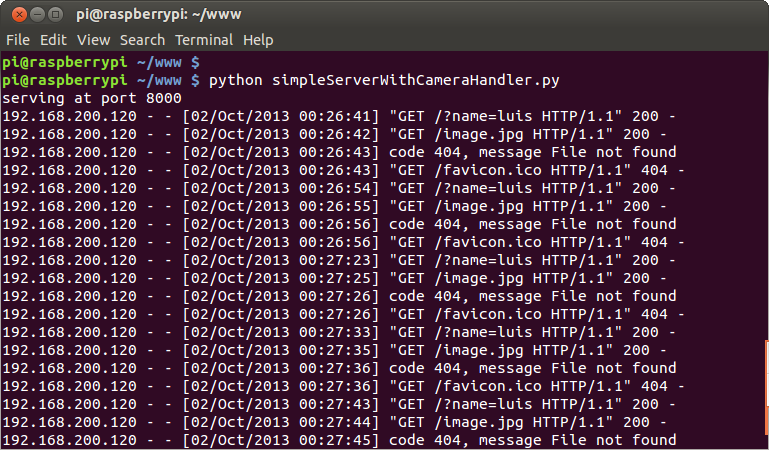 pi@raspberrypi: ~/www
File Edit View Search Terminal Help
pi@raspberrypi ~/www $
pi@raspberrypi ~/www $ python simpleServerWithCameraHandler.py
serving at port 8000
192.168.200.120 - - [02/Oct/2013 00:26:41] "GET /?name=luis HTTP/1.1" 200 -
192.168.200.120 - - [02/Oct/2013 00:26:42] "GET /image.jpg HTTP/1.1" 200 -
192.168.200.120 - - [02/Oct/2013 00:26:43] code 404, message File not found
192.168.200.120 - - [02/Oct/2013 00:26:43] "GET /favicon.ico HTTP/1.1" 404 -
192.168.200.120 - - [02/Oct/2013 00:26:54] "GET /?name=luis HTTP/1.1" 200 -
192.168.200.120 - - [02/Oct/2013 00:26:55] "GET /image.jpg HTTP/1.1" 200 -
192.168.200.120 - - [02/Oct/2013 00:26:56] code 404, message File not found
192.168.200.120 - - [02/Oct/2013 00:26:56] "GET /favicon.ico HTTP/1.1" 404 -
192.168.200.120 - - [02/Oct/2013 00:27:23] "GET /?name=luis HTTP/1.1" 200 -
192.168.200.120 - - [02/Oct/2013 00:27:25] "GET /image.jpg HTTP/1.1" 200 -
192.168.200.120 - - [02/Oct/2013 00:27:26] code 404, message File not found
192.168.200.120 - - [02/Oct/2013 00:27:26] "GET /favicon.ico HTTP/1.1" 404 -
192.168.200.120 - - [02/Oct/2013 00:27:33] "GET /?name=luis HTTP/1.1" 200 -
192.168.200.120 - - [02/Oct/2013 00:27:35] "GET /image.jpg HTTP/1.1" 200 -
192.168.200.120 - - [02/Oct/2013 00:27:36] code 404, message File not found
192.168.200.120 - - [02/Oct/2013 00:27:36] "GET /favicon.ico HTTP/1.1" 404 -
192.168.200.120 - - [02/Oct/2013 00:27:43] "GET /?name=luis HTTP/1.1" 200 -
192.168.200.120 - - [02/Oct/2013 00:27:44] "GET /image.jpg HTTP/1.1" 200 -
192.168.200.120 - - [02/Oct/2013 00:27:45] code 404, message File not found